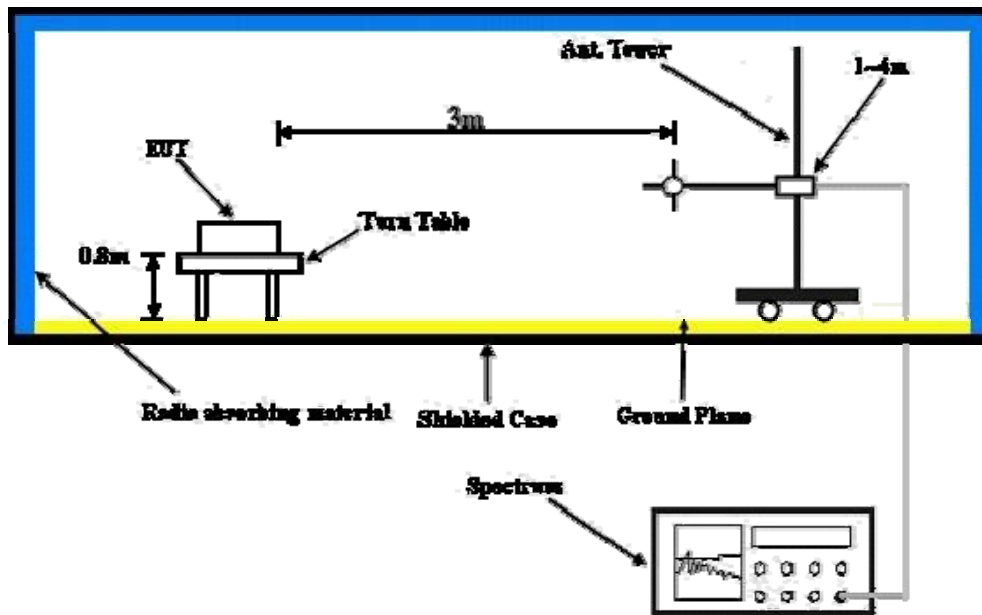 Ant. Tower
1~4m
3m
EUT
Turn Table
0.8m
Radio absorbing material
Shielded Case
Ground Plane
Spectrum